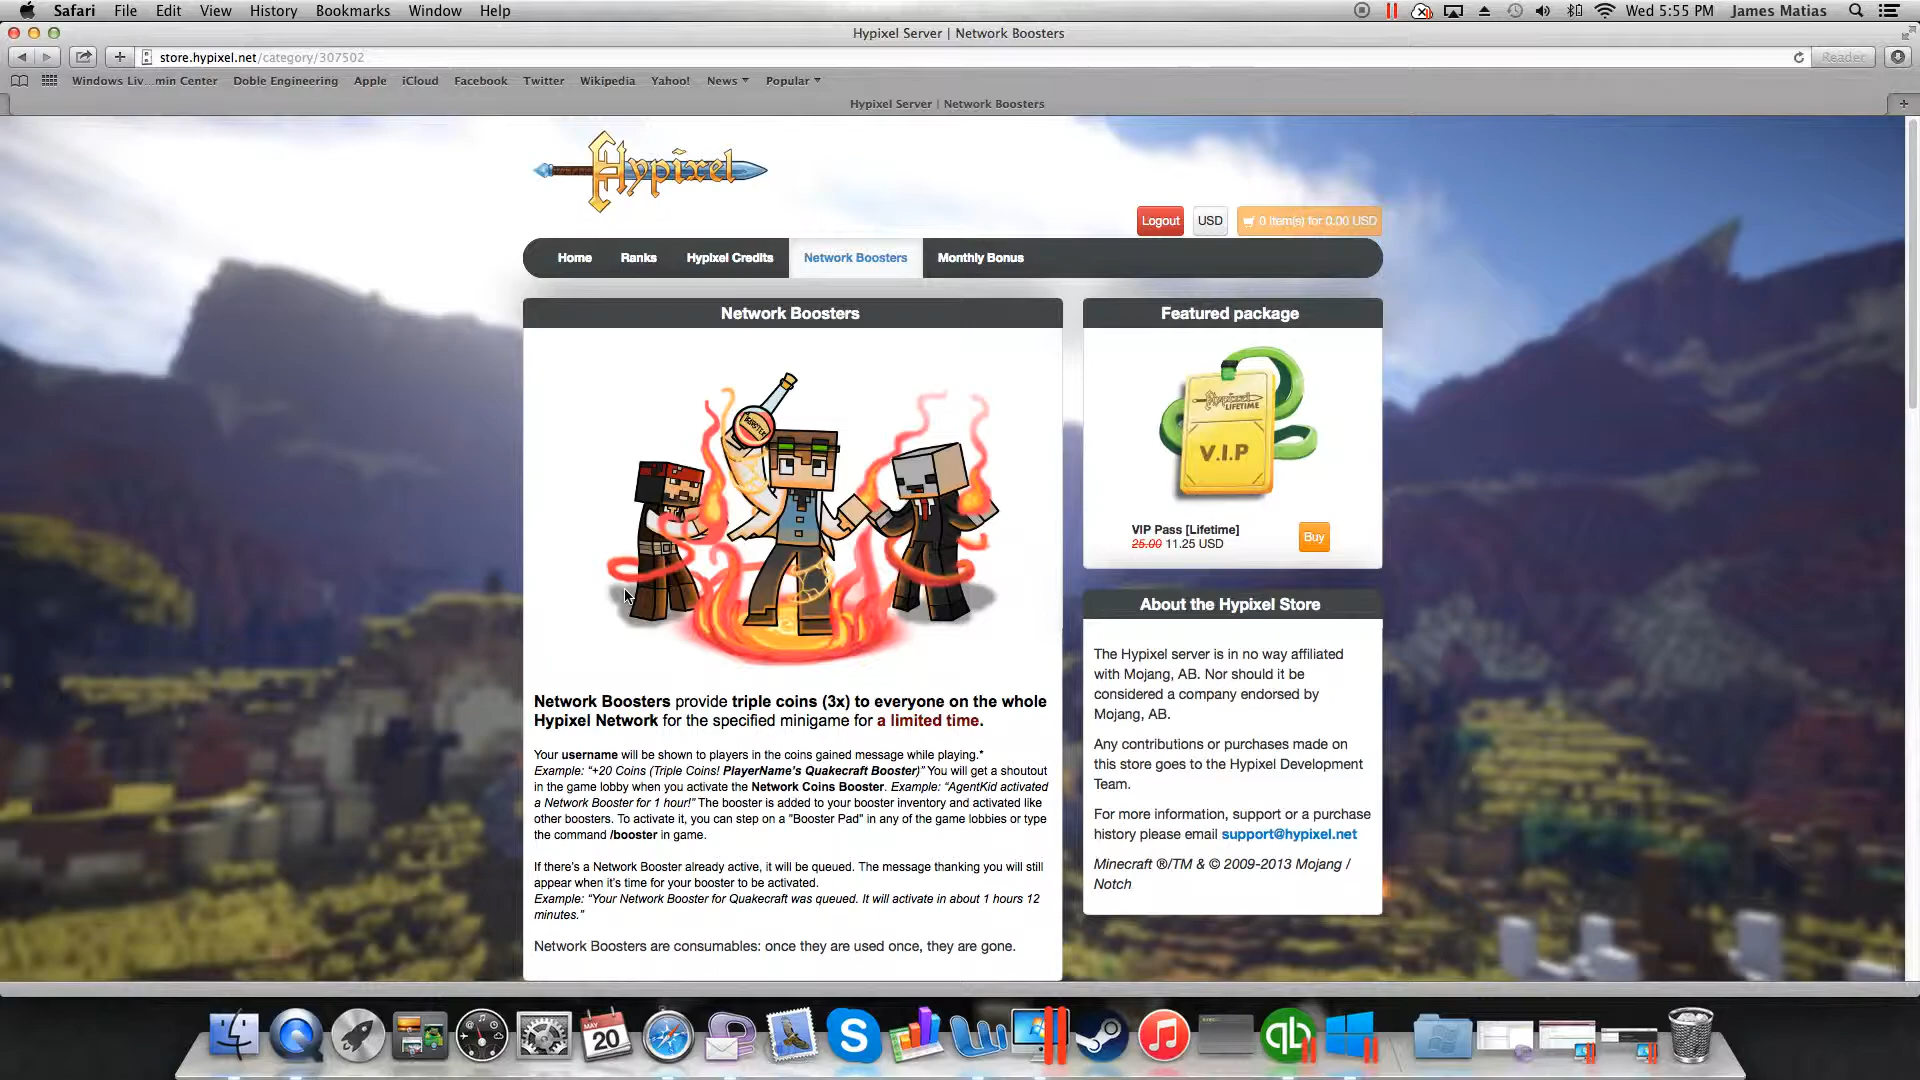 Safari File Edit View History Bookmarks Window Help
Wed 5:55 PM James Matias
Hypixel Server | Network Boosters
store.hypixel.net/category/307502
Reader
Windows Liv...min Center Doble Engineering Apple iCloud Facebook Twitter Wikipedia Yahoo! News Popular
Hypixel Server | Network Boosters
Hypixel
Logout USD 0 item(s) for 0.00 USD
Home Ranks Hypixel Credits Network Boosters Monthly Bonus
Network Boosters
Network Boosters provide triple coins (3x) to everyone on the whole
Hypixel Network for the specified minigame for a limited time.
Your username will be shown to players in the coins gained message while playing.*
Example: “+20 Coins (Triple Coins! PlayerName's Quakecraft Booster)” You will get a shoutout
in the game lobby when you activate the Network Coins Booster. Example: “AgentKid activated
a Network Booster for 1 hour!” The booster is added to your booster inventory and activated like
other boosters. To activate it, you can step on a "Booster Pad" in any of the game lobbies or type
the command /booster in game.
If there's a Network Booster already active, it will be queued. The message thanking you will still
appear when it's time for your booster to be activated.
Example: “Your Network Booster for Quakecraft was queued. It will activate in about 1 hours 12
minutes.”
Network Boosters are consumables: once they are used once, they are gone.
Featured package
Hypixel
LIFETIME
V.I.P
VIP Pass [Lifetime]
25.00 11.25 USD
Buy
About the Hypixel Store
The Hypixel server is in no way affiliated
with Mojang, AB. Nor should it be
considered a company endorsed by
Mojang, AB.
Any contributions or purchases made on
this store goes to the Hypixel Development
Team.
For more information, support or a purchase
history please email support@hypixel.net
Minecraft ®/TM & © 2009-2013 Mojang /
Notch
MAY
20
S
W
qb